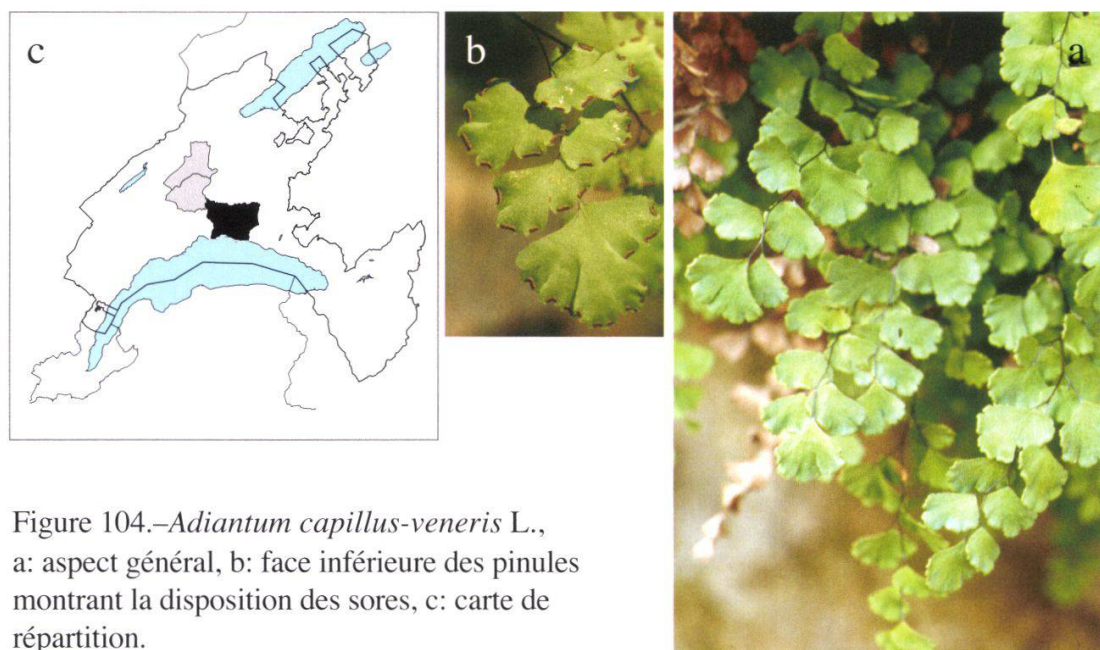 c
b
a
Figure 104.–Adiantum capillus-veneris L.,
a: aspect général, b: face inférieure des pinules
montrant la disposition des sores, c: carte de
répartition.